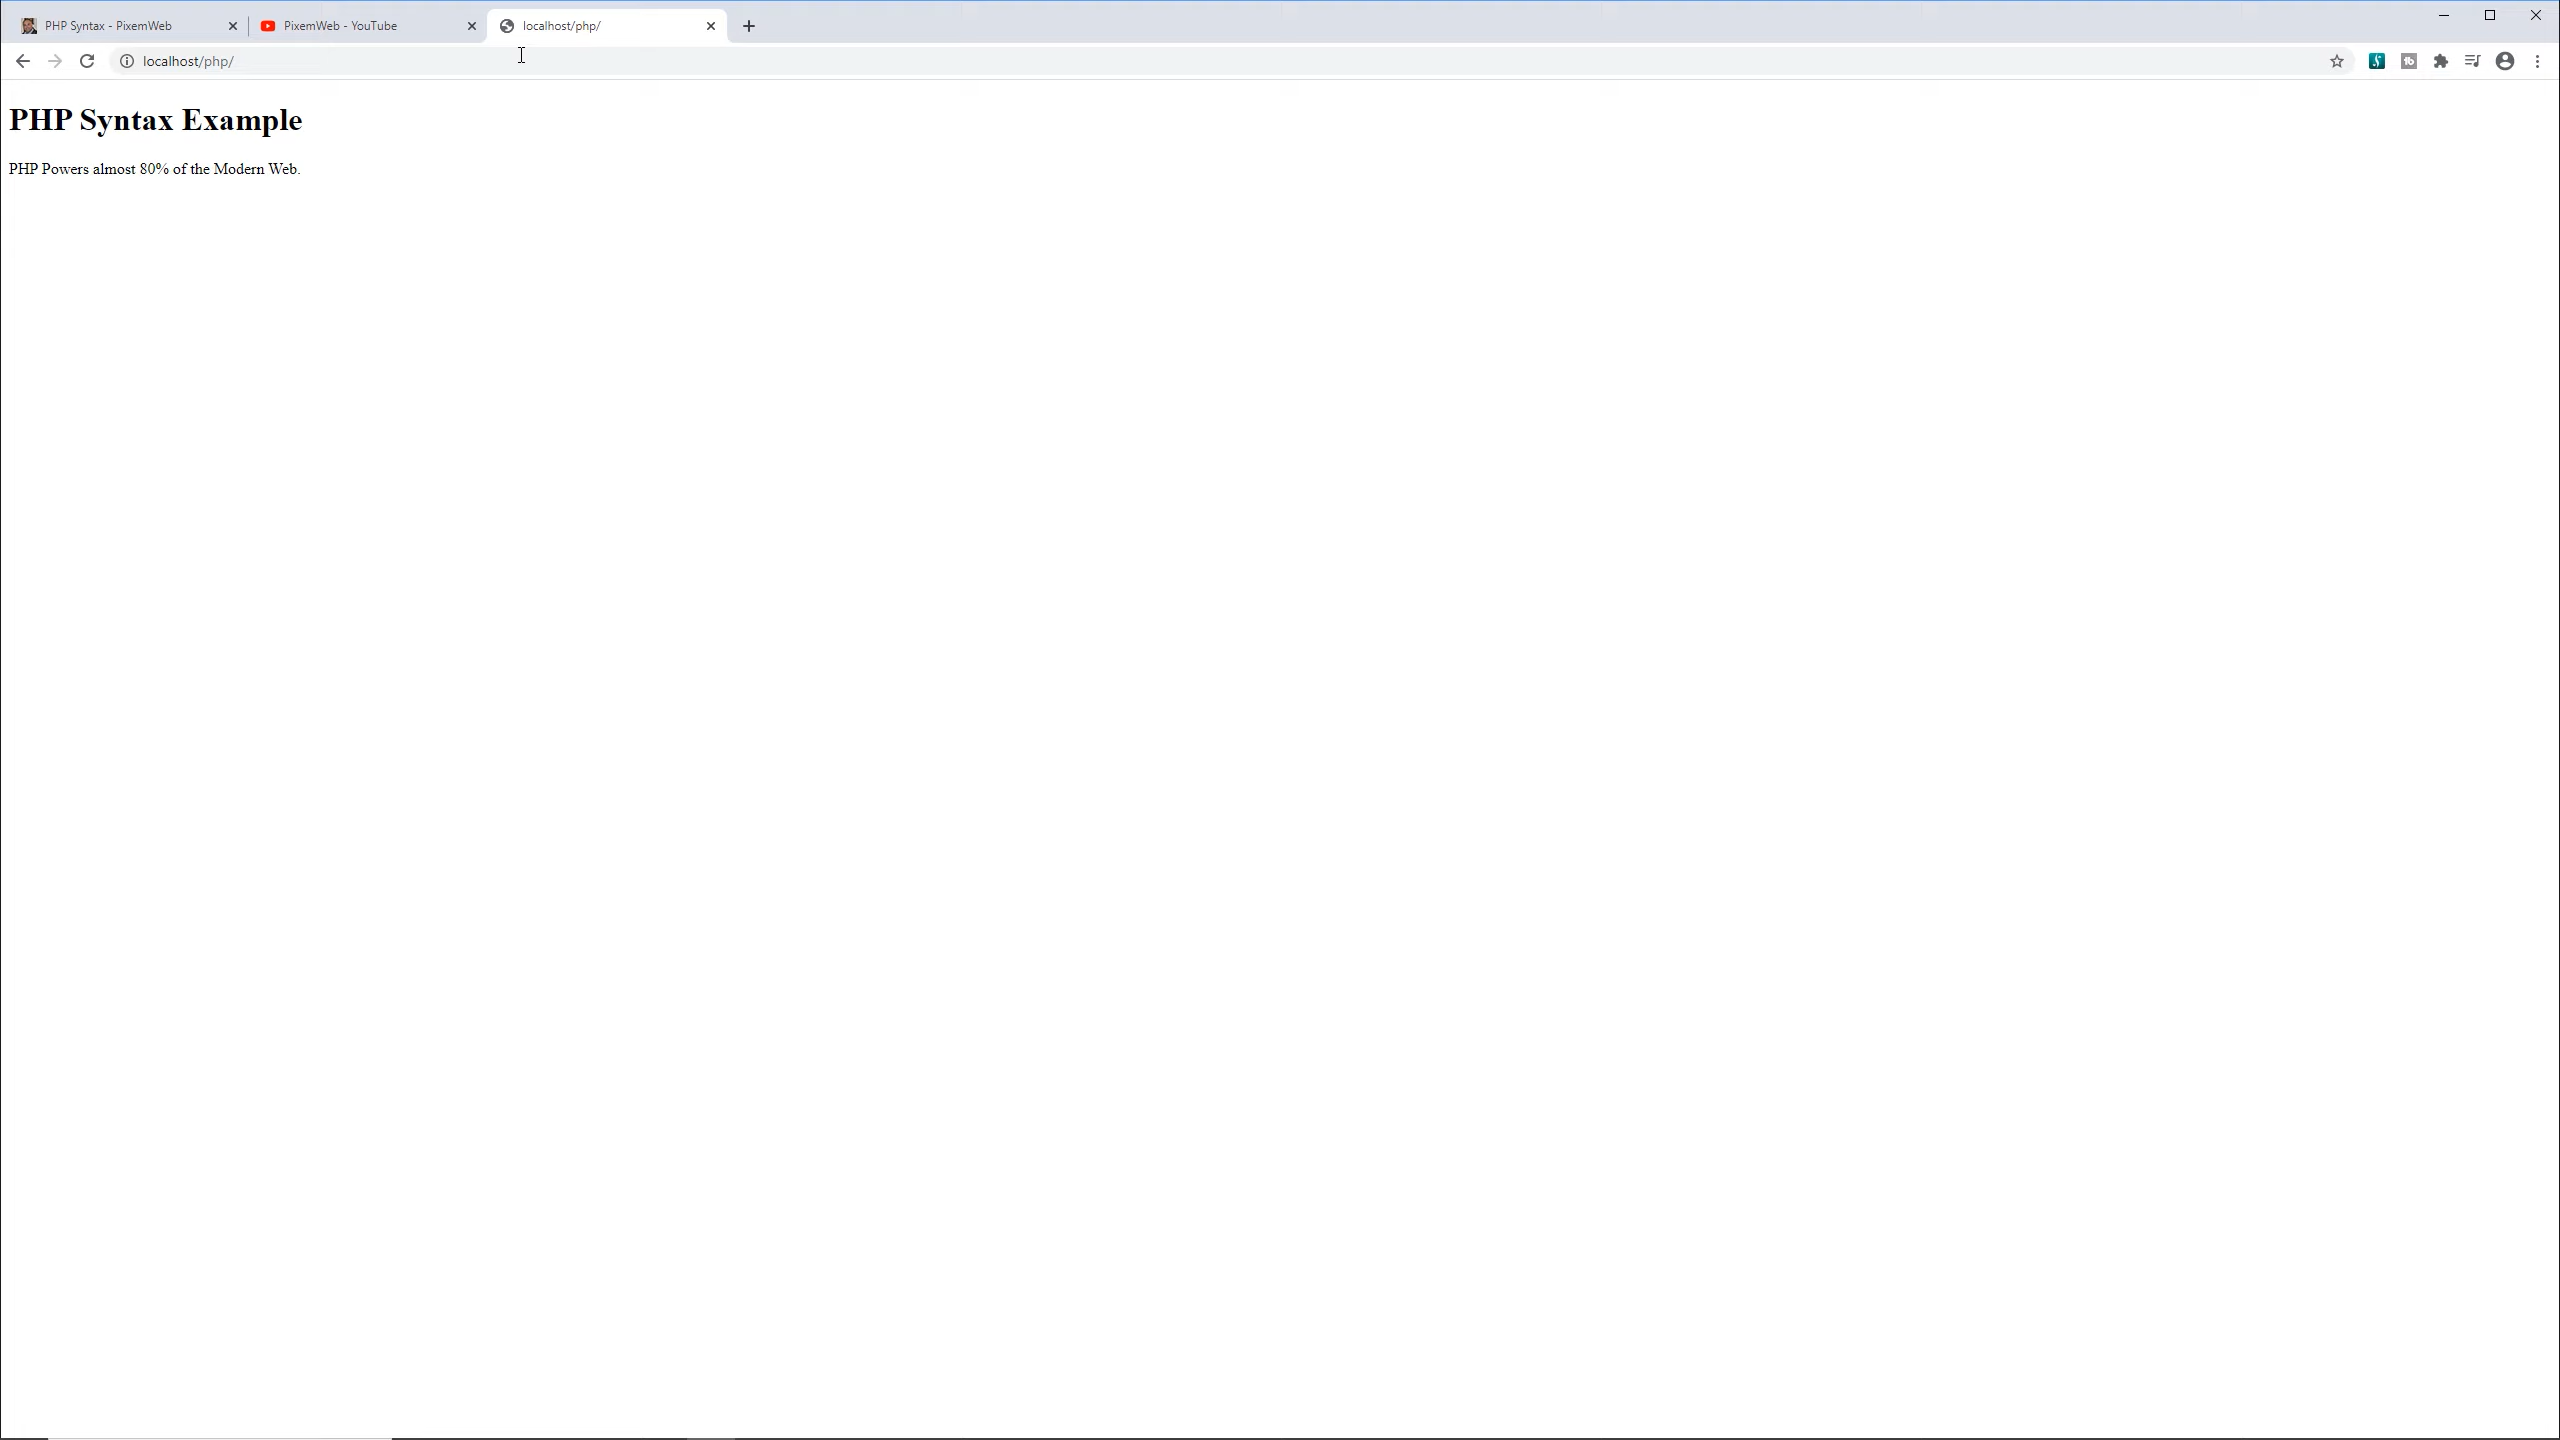 PHP Syntax - PixemWeb
PixemWeb - YouTube
localhost/php/
localhost/php/
PHP Syntax Example
PHP Powers almost 80% of the Modern Web.